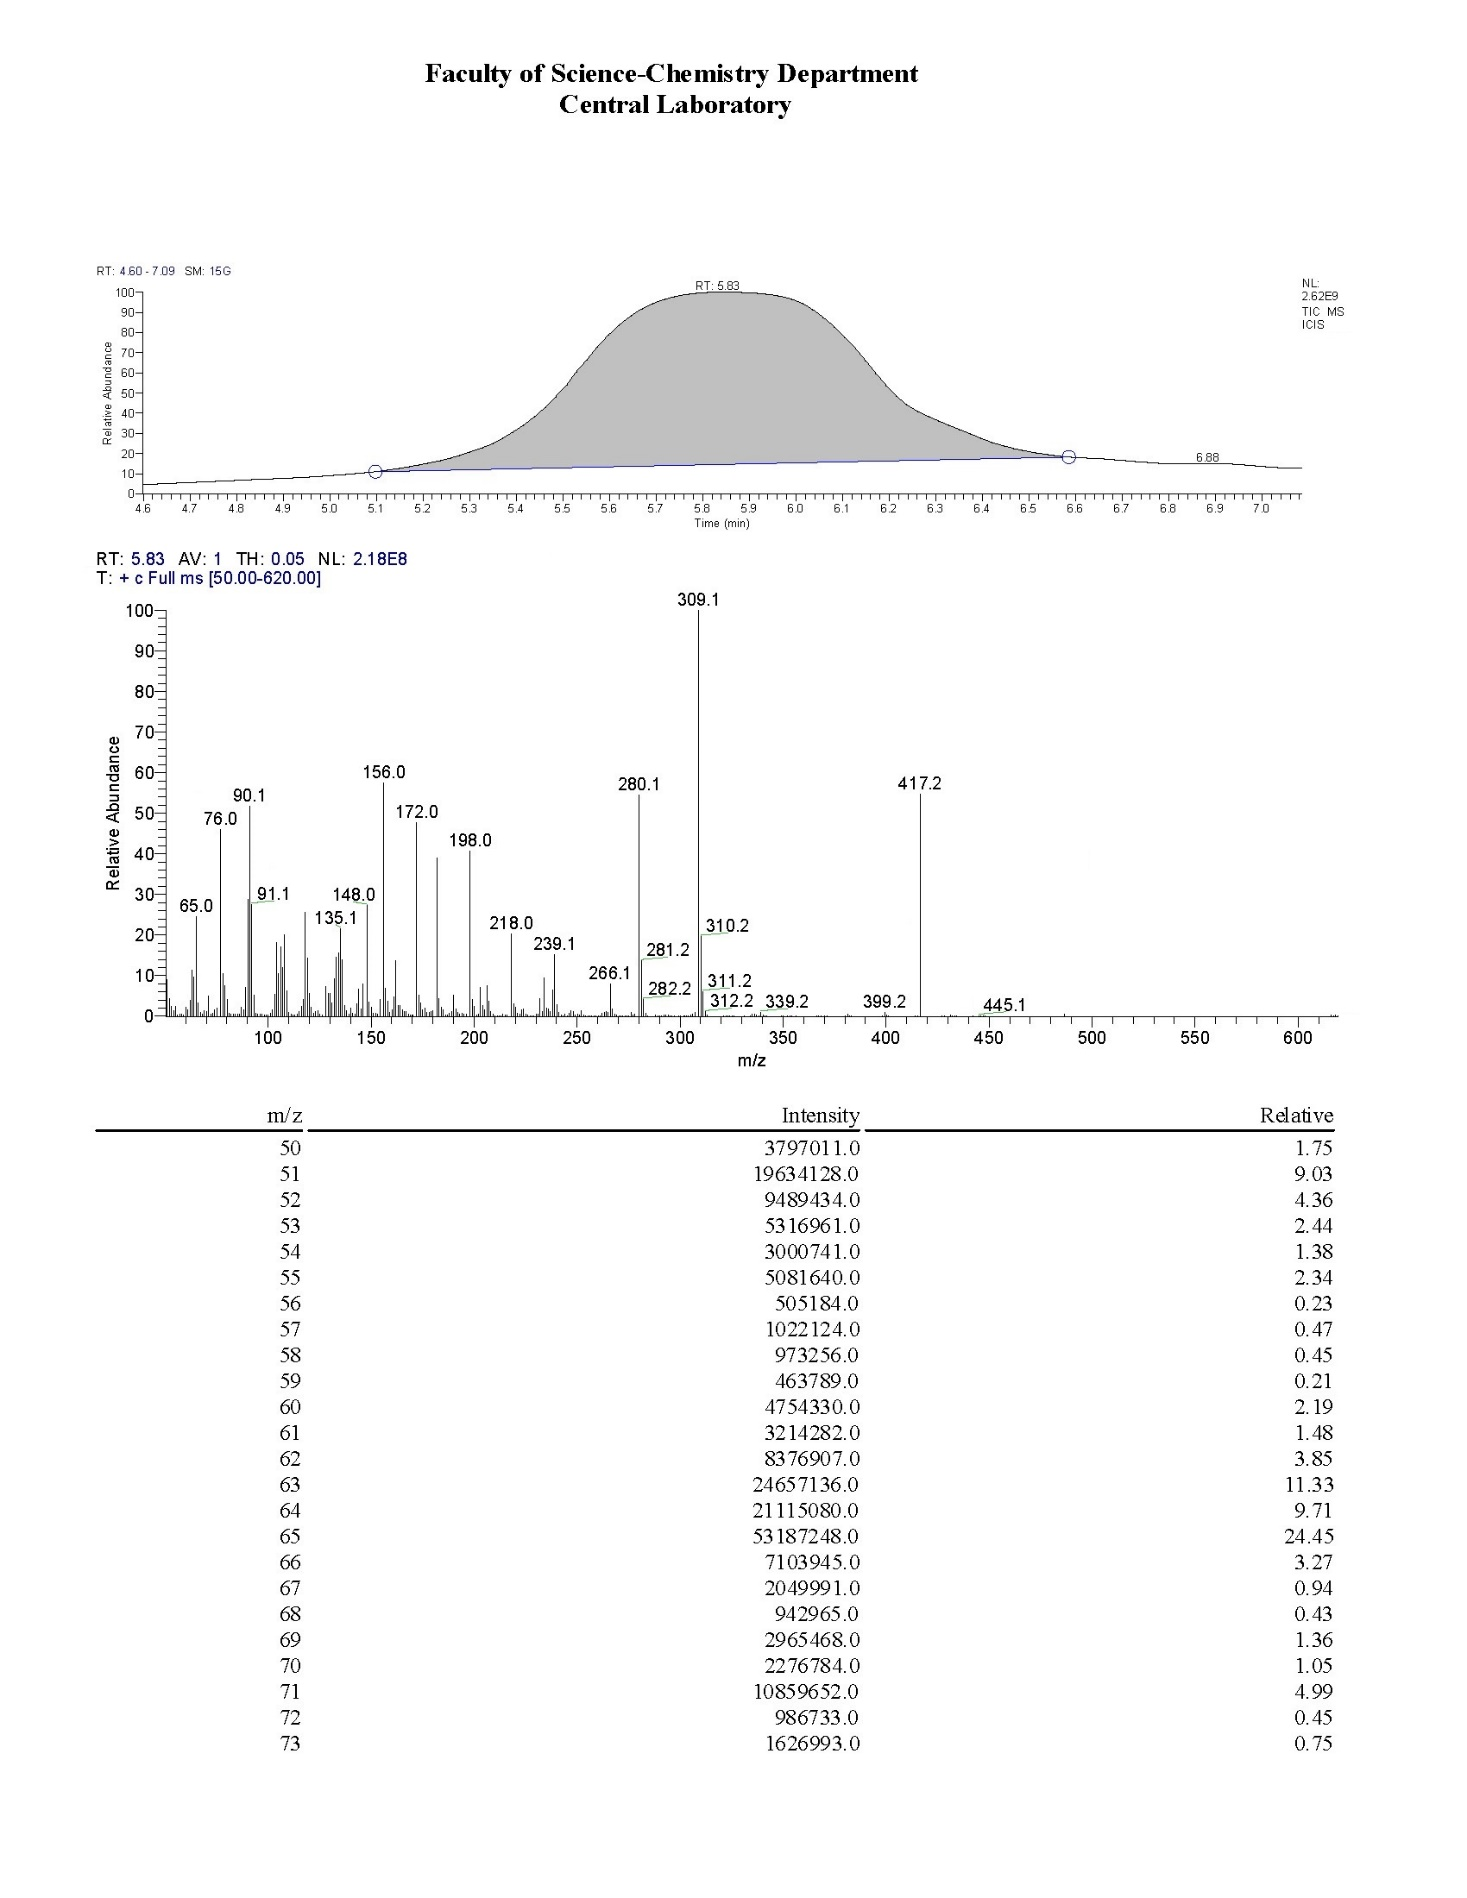 Faculty of Science-Chemistry Department
Central Laboratory
RT: 4.60 - 7.09 SM: 15G
NL:
2.62E9
TIC MS
ICIS
RT: 5.83
100
90
80
70
60
50
40
30
20
10
0
Relative Abundance
6.88
4.6 4.7 4.8 4.9 5.0 5.1 5.2 5.3 5.4 5.5 5.6 5.7 5.8 5.9 6.0 6.1 6.2 6.3 6.4 6.5 6.6 6.7 6.8 6.9 7.0
Time (min)
RT: 5.83 AV: 1 TH: 0.05 NL: 2.18E8
T: + c Full ms [50.00-620.00]
100
90
80
70
60
50
40
30
20
10
0
Relative Abundance
309.1
156.0
280.1
417.2
90.1
76.0
172.0
198.0
91.1
148.0
65.0
135.1
218.0
310.2
239.1
281.2
266.1
311.2
282.2
312.2
339.2
399.2
445.1
100 150 200 250 300 350 400 450 500 550 600
m/z
m/z Intensity Relative
50 3797011.0 1.75
51 19634128.0 9.03
52 9489434.0 4.36
53 5316961.0 2.44
54 3000741.0 1.38
55 5081640.0 2.34
56 505184.0 0.23
57 1022124.0 0.47
58 973256.0 0.45
59 463789.0 0.21
60 4754330.0 2.19
61 3214282.0 1.48
62 8376907.0 3.85
63 24657136.0 11.33
64 21115080.0 9.71
65 53187248.0 24.45
66 7103945.0 3.27
67 2049991.0 0.94
68 942965.0 0.43
69 2965468.0 1.36
70 2276784.0 1.05
71 10859652.0 4.99
72 986733.0 0.45
73 1626993.0 0.75